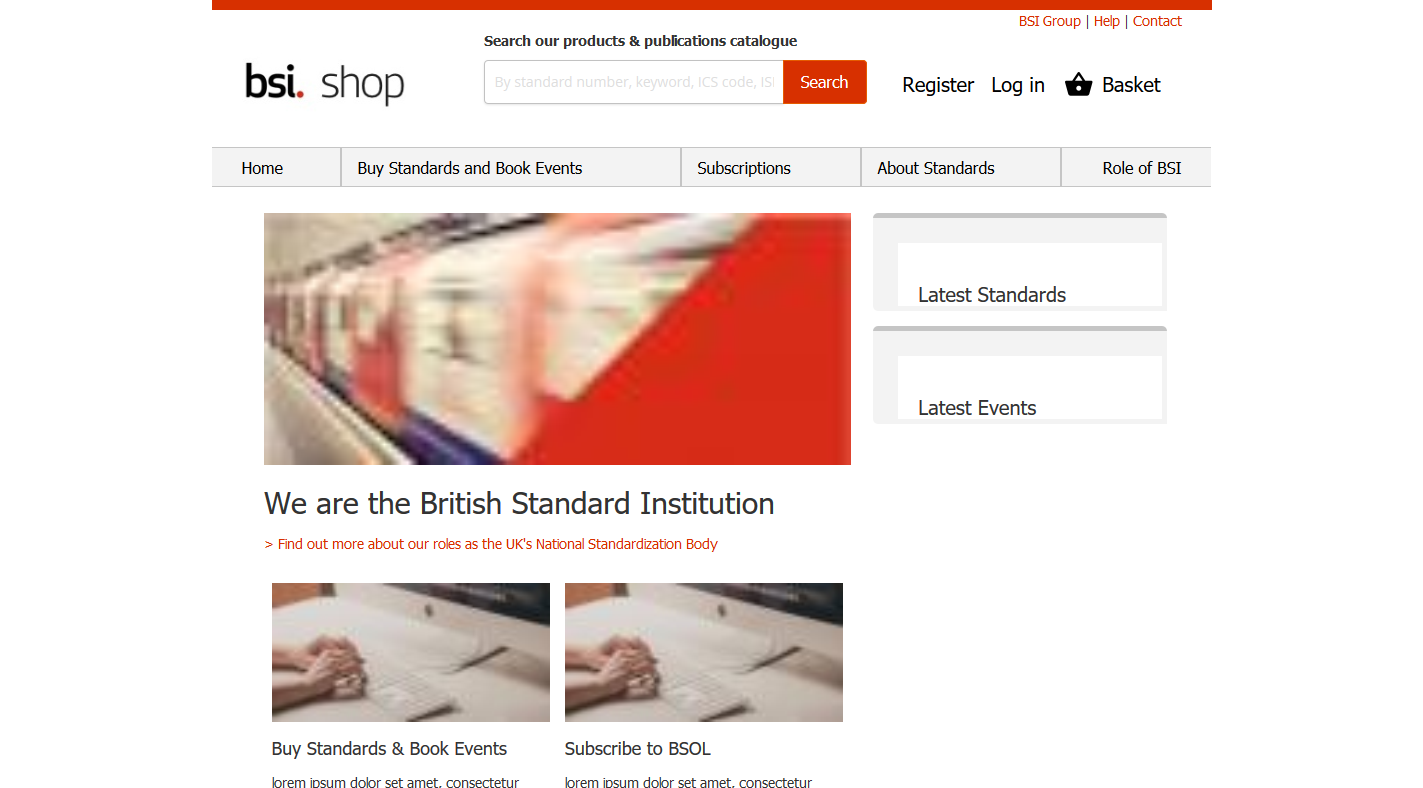 BSI Group | Help | Contact
Search our products & publications catalogue
bsi. shop
By standard number, keyword, ICS code, ISI
Search
Register Log in Basket
Home Buy Standards and Book Events Subscriptions About Standards Role of BSI
Latest Standards
Latest Events
We are the British Standard Institution
> Find out more about our roles as the UK's National Standardization Body
Buy Standards & Book Events
Subscribe to BSOL
lorem ipsum dolor set amet, consectetur
lorem ipsum dolor set amet, consectetur